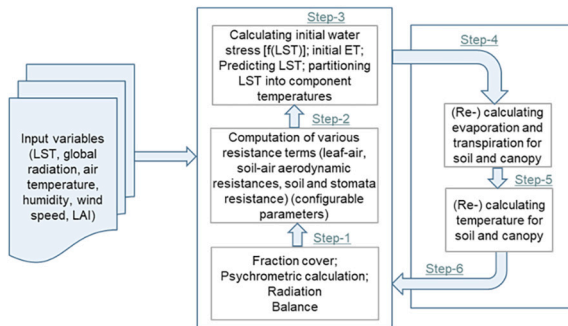 Step-3
Calculating initial water
stress [f(LST)]; initial ET;
Predicting LST; partitioning
LST into component
temperatures
Step-4
Input variables
(LST, global
radiation, air
temperature,
humidity, wind
speed, LAI)
Step-2
Computation of various
resistance terms (leaf-air,
soil-air aerodynamic
resistances, soil and stomata
resistance) (configurable
parameters)
(Re-) calculating
evaporation and
transpiration for
soil and canopy
Step-5
(Re-) calculating
temperature for
soil and canopy
Step-1
Fraction cover;
Psychrometric calculation;
Radiation
Balance
Step-6